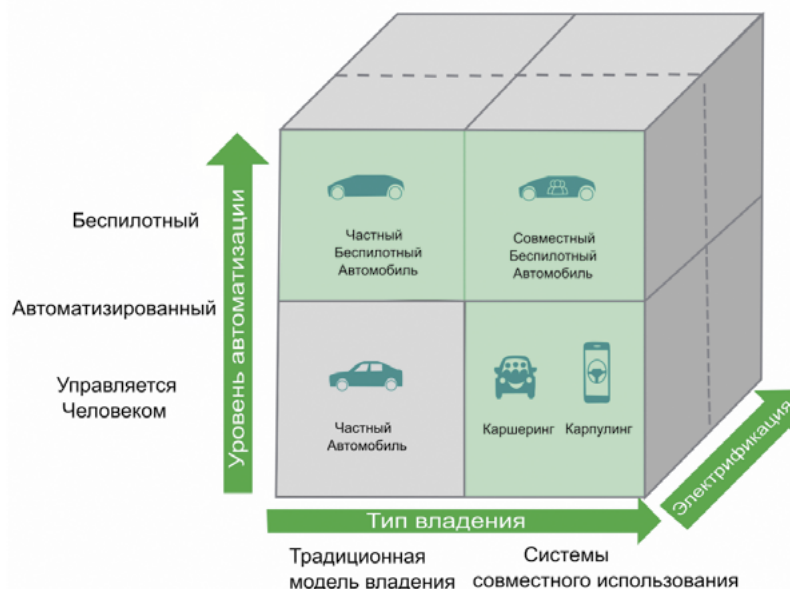 Уровень автоматизации
Беспилотный
Автоматизированный
Управляется
Человеком
Частный
Беспилотный
Автомобиль
Совместный
Беспилотный
Автомобиль
Частный
Автомобиль
Каршеринг
Карпулинг
Электрификация
Тип владения
Традиционная
модель владения
Системы
совместного использования